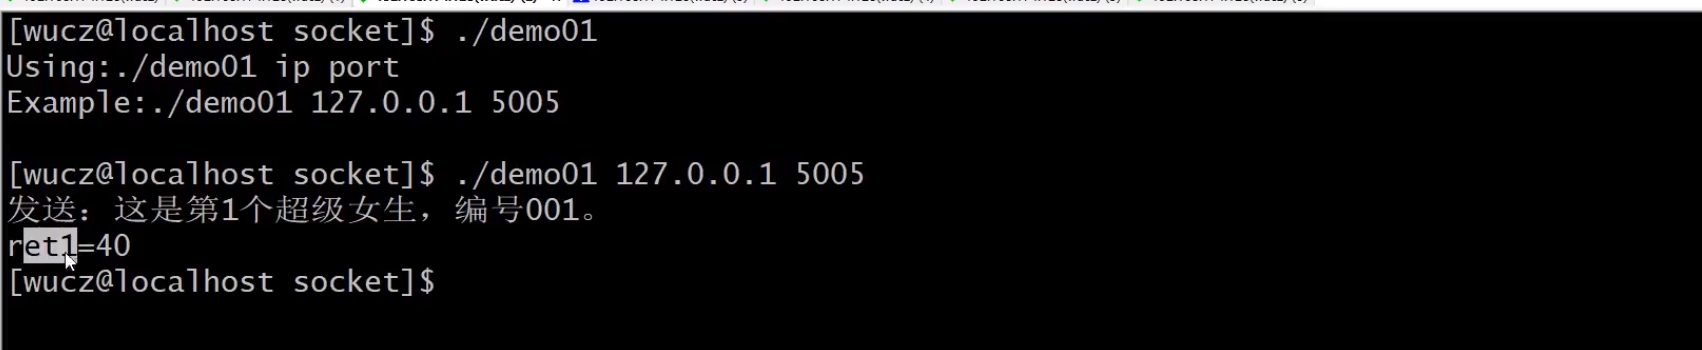 [wucz@localhost socket]$ ./demo01
Using:./demo01 ip port
Example:./demo01 127.0.0.1 5005
[wucz@localhost socket]$ ./demo01 127.0.0.1 5005
发送：这是第1个超级女生，编号001。
ret1=40
[wucz@localhost socket]$